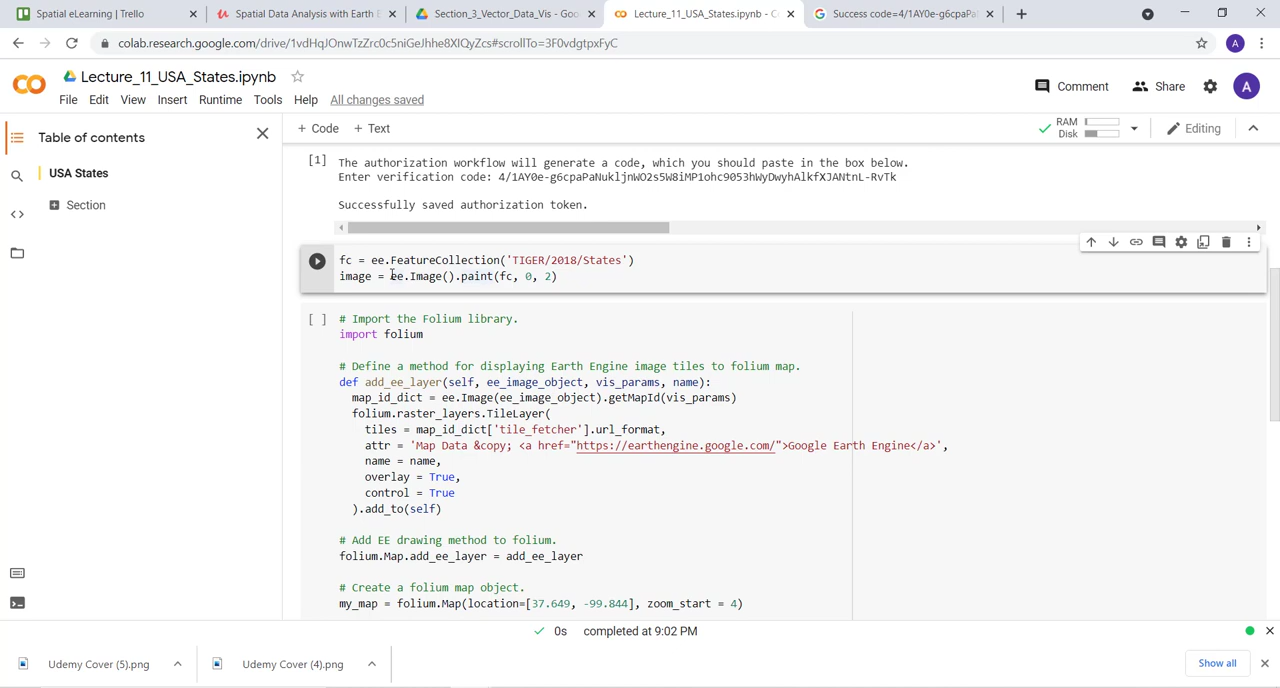 Spatial eLearning | Trello
Spatial Data Analysis with Earth E
Section_3_Vector_Data_Vis - Goo
Lecture_11_USA_States.ipynb - C
Success code=4/1AY0e-g6cpaPa
colab.research.google.com/drive/1vdHqJOnwTzZrc0c5niGeJhhe8XIQyZcs#scrollTo=3F0vdgtpxFyC
A
Lecture_11_USA_States.ipynb
Comment
Share
A
File Edit View Insert Runtime Tools Help All changes saved
Table of contents
+ Code + Text
RAM
Disk
Editing
USA States
Section
[1] The authorization workflow will generate a code, which you should paste in the box below.
Enter verification code: 4/1AY0e-g6cpaPaNukljnWO2s5W8iMP1ohc9053hWyDwyhAlkfXJANtnL-RvTk
Successfully saved authorization token.
fc = ee.FeatureCollection('TIGER/2018/States')
image = ee.Image().paint(fc, 0, 2)
[ ] # Import the Folium library.
import folium
# Define a method for displaying Earth Engine image tiles to folium map.
def add_ee_layer(self, ee_image_object, vis_params, name):
map_id_dict = ee.Image(ee_image_object).getMapId(vis_params)
folium.raster_layers.TileLayer(
tiles = map_id_dict['tile_fetcher'].url_format,
attr = 'Map Data &copy; <a href="https://earthengine.google.com/">Google Earth Engine</a>',
name = name,
overlay = True,
control = True
).add_to(self)
# Add EE drawing method to folium.
folium.Map.add_ee_layer = add_ee_layer
# Create a folium map object.
my_map = folium.Map(location=[37.649, -99.844], zoom_start = 4)
0s completed at 9:02 PM
Udemy Cover (5).png
Udemy Cover (4).png
Show all